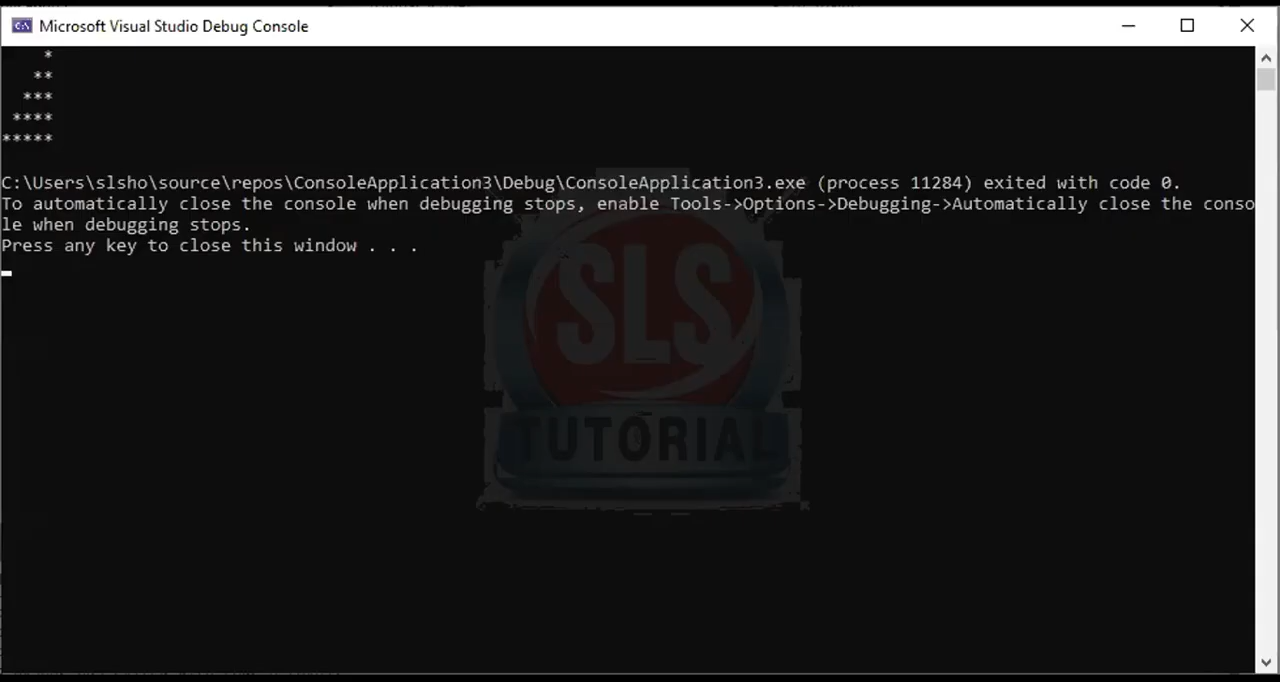 Microsoft Visual Studio Debug Console
    *
   **
  ***
 ****
*****
C:\Users\slsho\source\repos\ConsoleApplication3\Debug\ConsoleApplication3.exe (process 11284) exited with code 0.
To automatically close the console when debugging stops, enable Tools->Options->Debugging->Automatically close the conso
le when debugging stops.
Press any key to close this window . . .
SLS
TUTORIAL